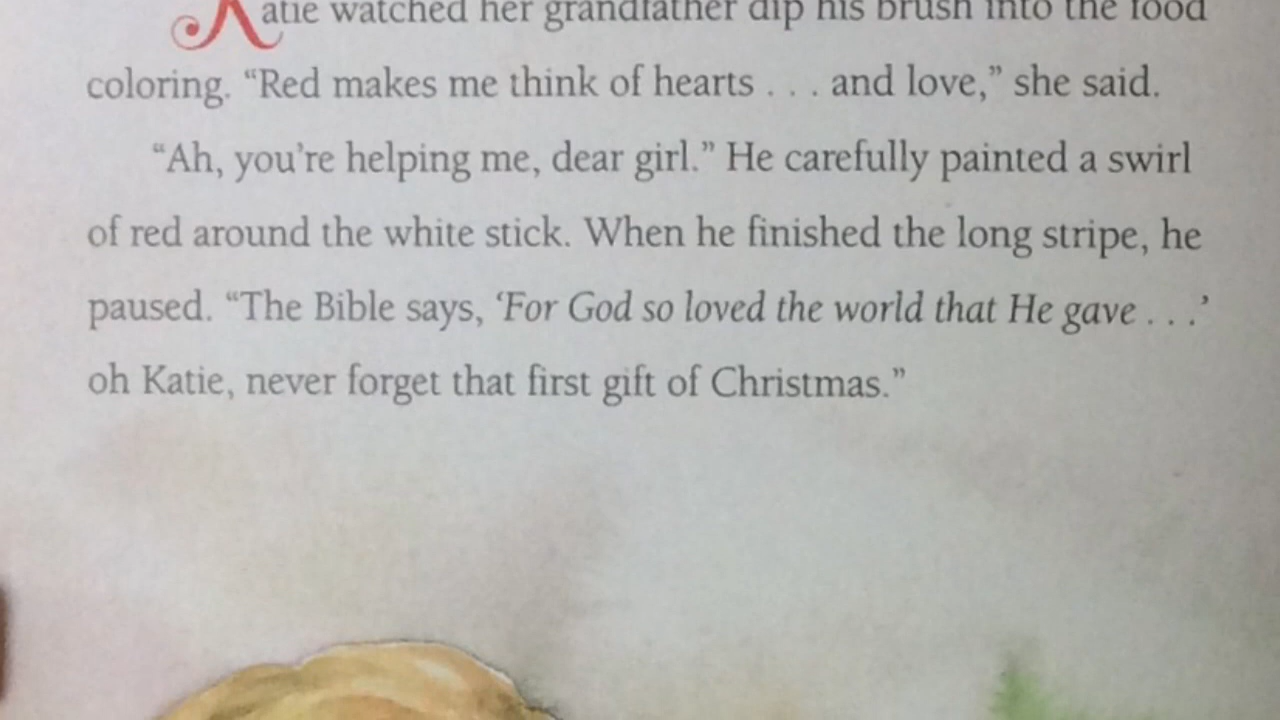 Katie watched her grandfather dip his brush into the food
coloring. “Red makes me think of hearts . . . and love,” she said.
“Ah, you’re helping me, dear girl.” He carefully painted a swirl
of red around the white stick. When he finished the long stripe, he
paused. “The Bible says, ‘For God so loved the world that He gave . . .’
oh Katie, never forget that first gift of Christmas.”